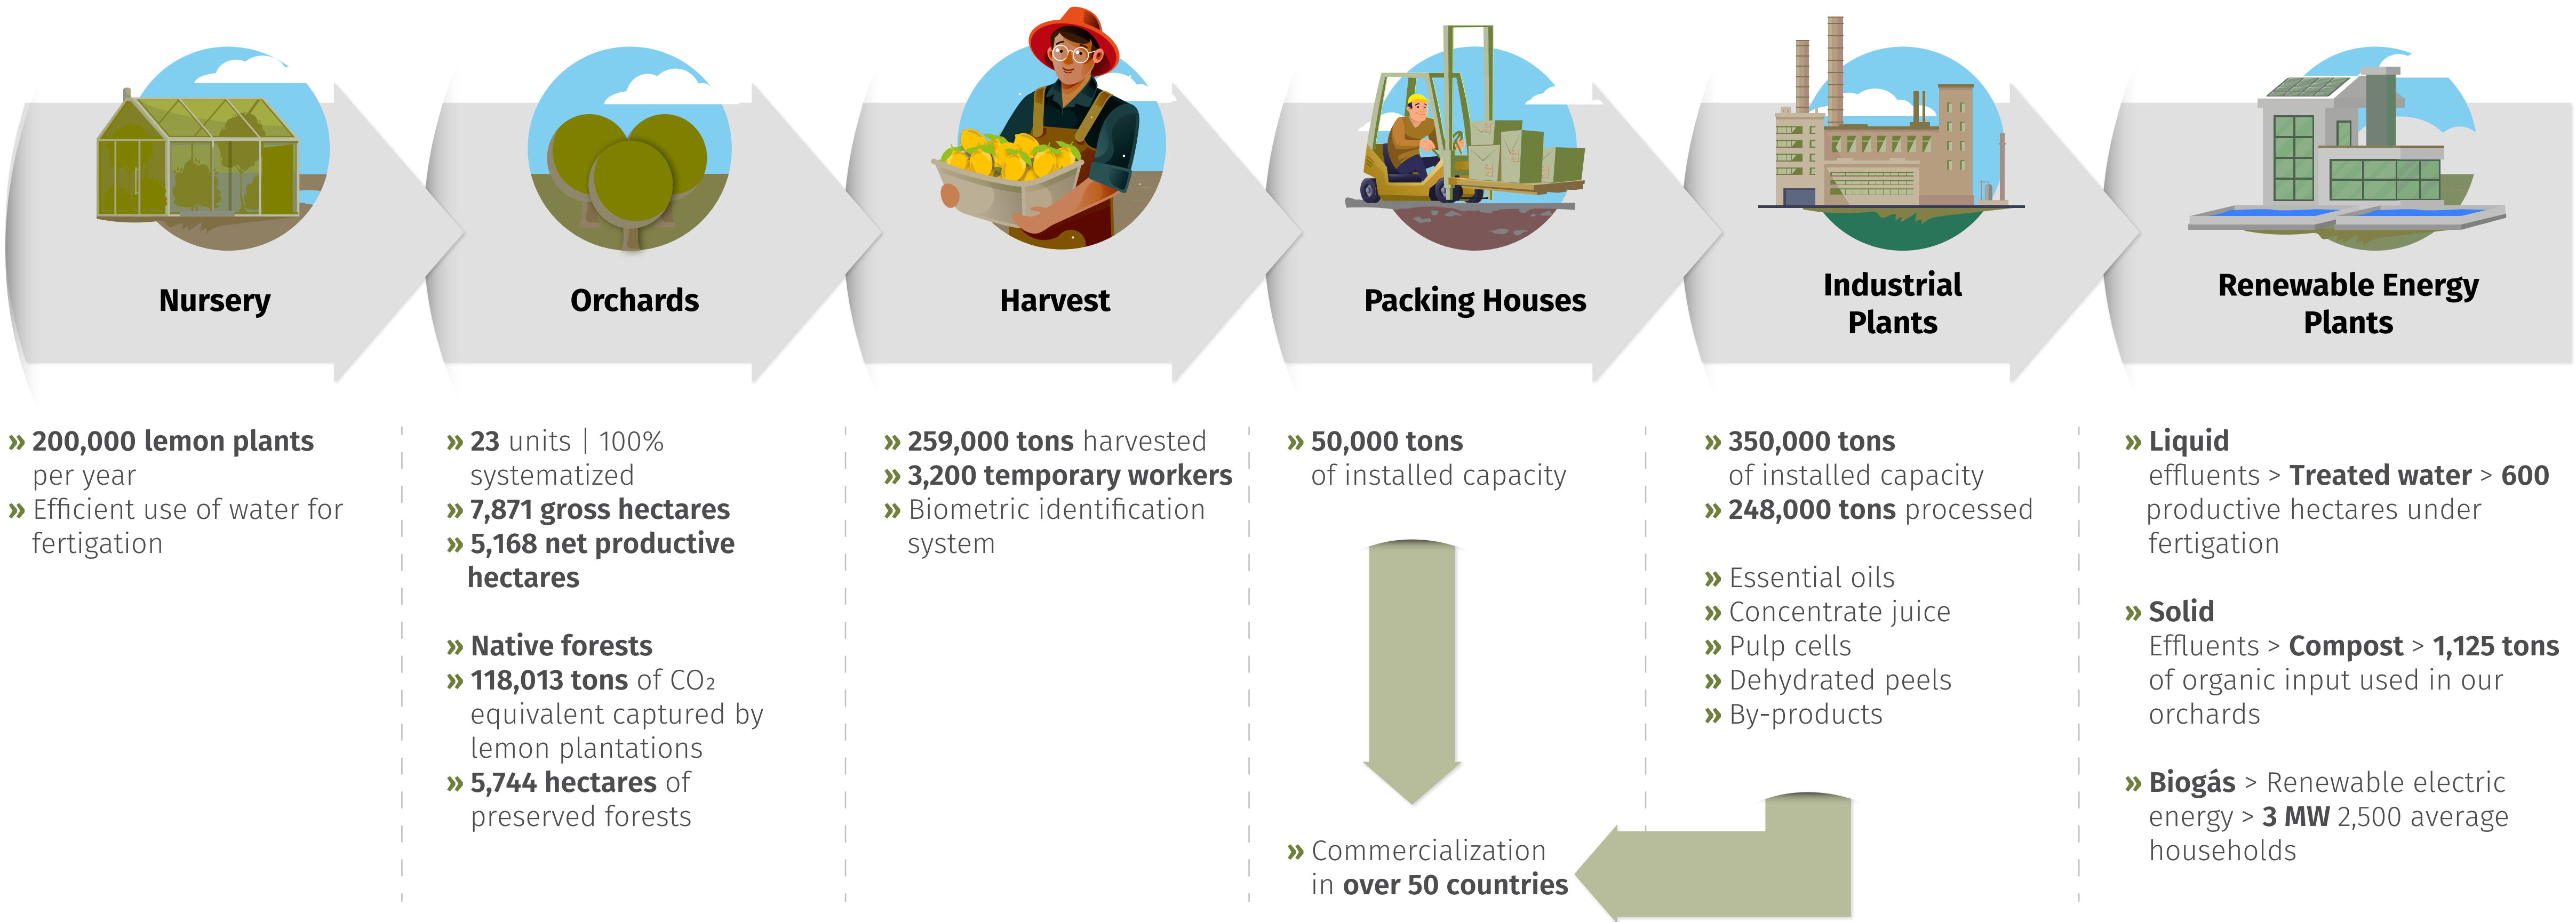 Nursery
Orchards
Harvest
Packing Houses
Industrial
Plants
Renewable Energy
Plants
» 200,000 lemon plants
per year
» Efficient use of water for
fertigation
» 23 units | 100%
systematized
» 7,871 gross hectares
» 5,168 net productive
hectares
» Native forests
» 118,013 tons of CO₂
equivalent captured by
lemon plantations
» 5,744 hectares of
preserved forests
» 259,000 tons harvested
» 3,200 temporary workers
» Biometric identification
system
» 50,000 tons
of installed capacity
» Commercialization
in over 50 countries
» 350,000 tons
of installed capacity
» 248,000 tons processed
» Essential oils
» Concentrate juice
» Pulp cells
» Dehydrated peels
» By-products
» Liquid
effluents > Treated water > 600
productive hectares under
fertigation
» Solid
Effluents > Compost > 1,125 tons
of organic input used in our
orchards
» Biogás > Renewable electric
energy > 3 MW 2,500 average
households